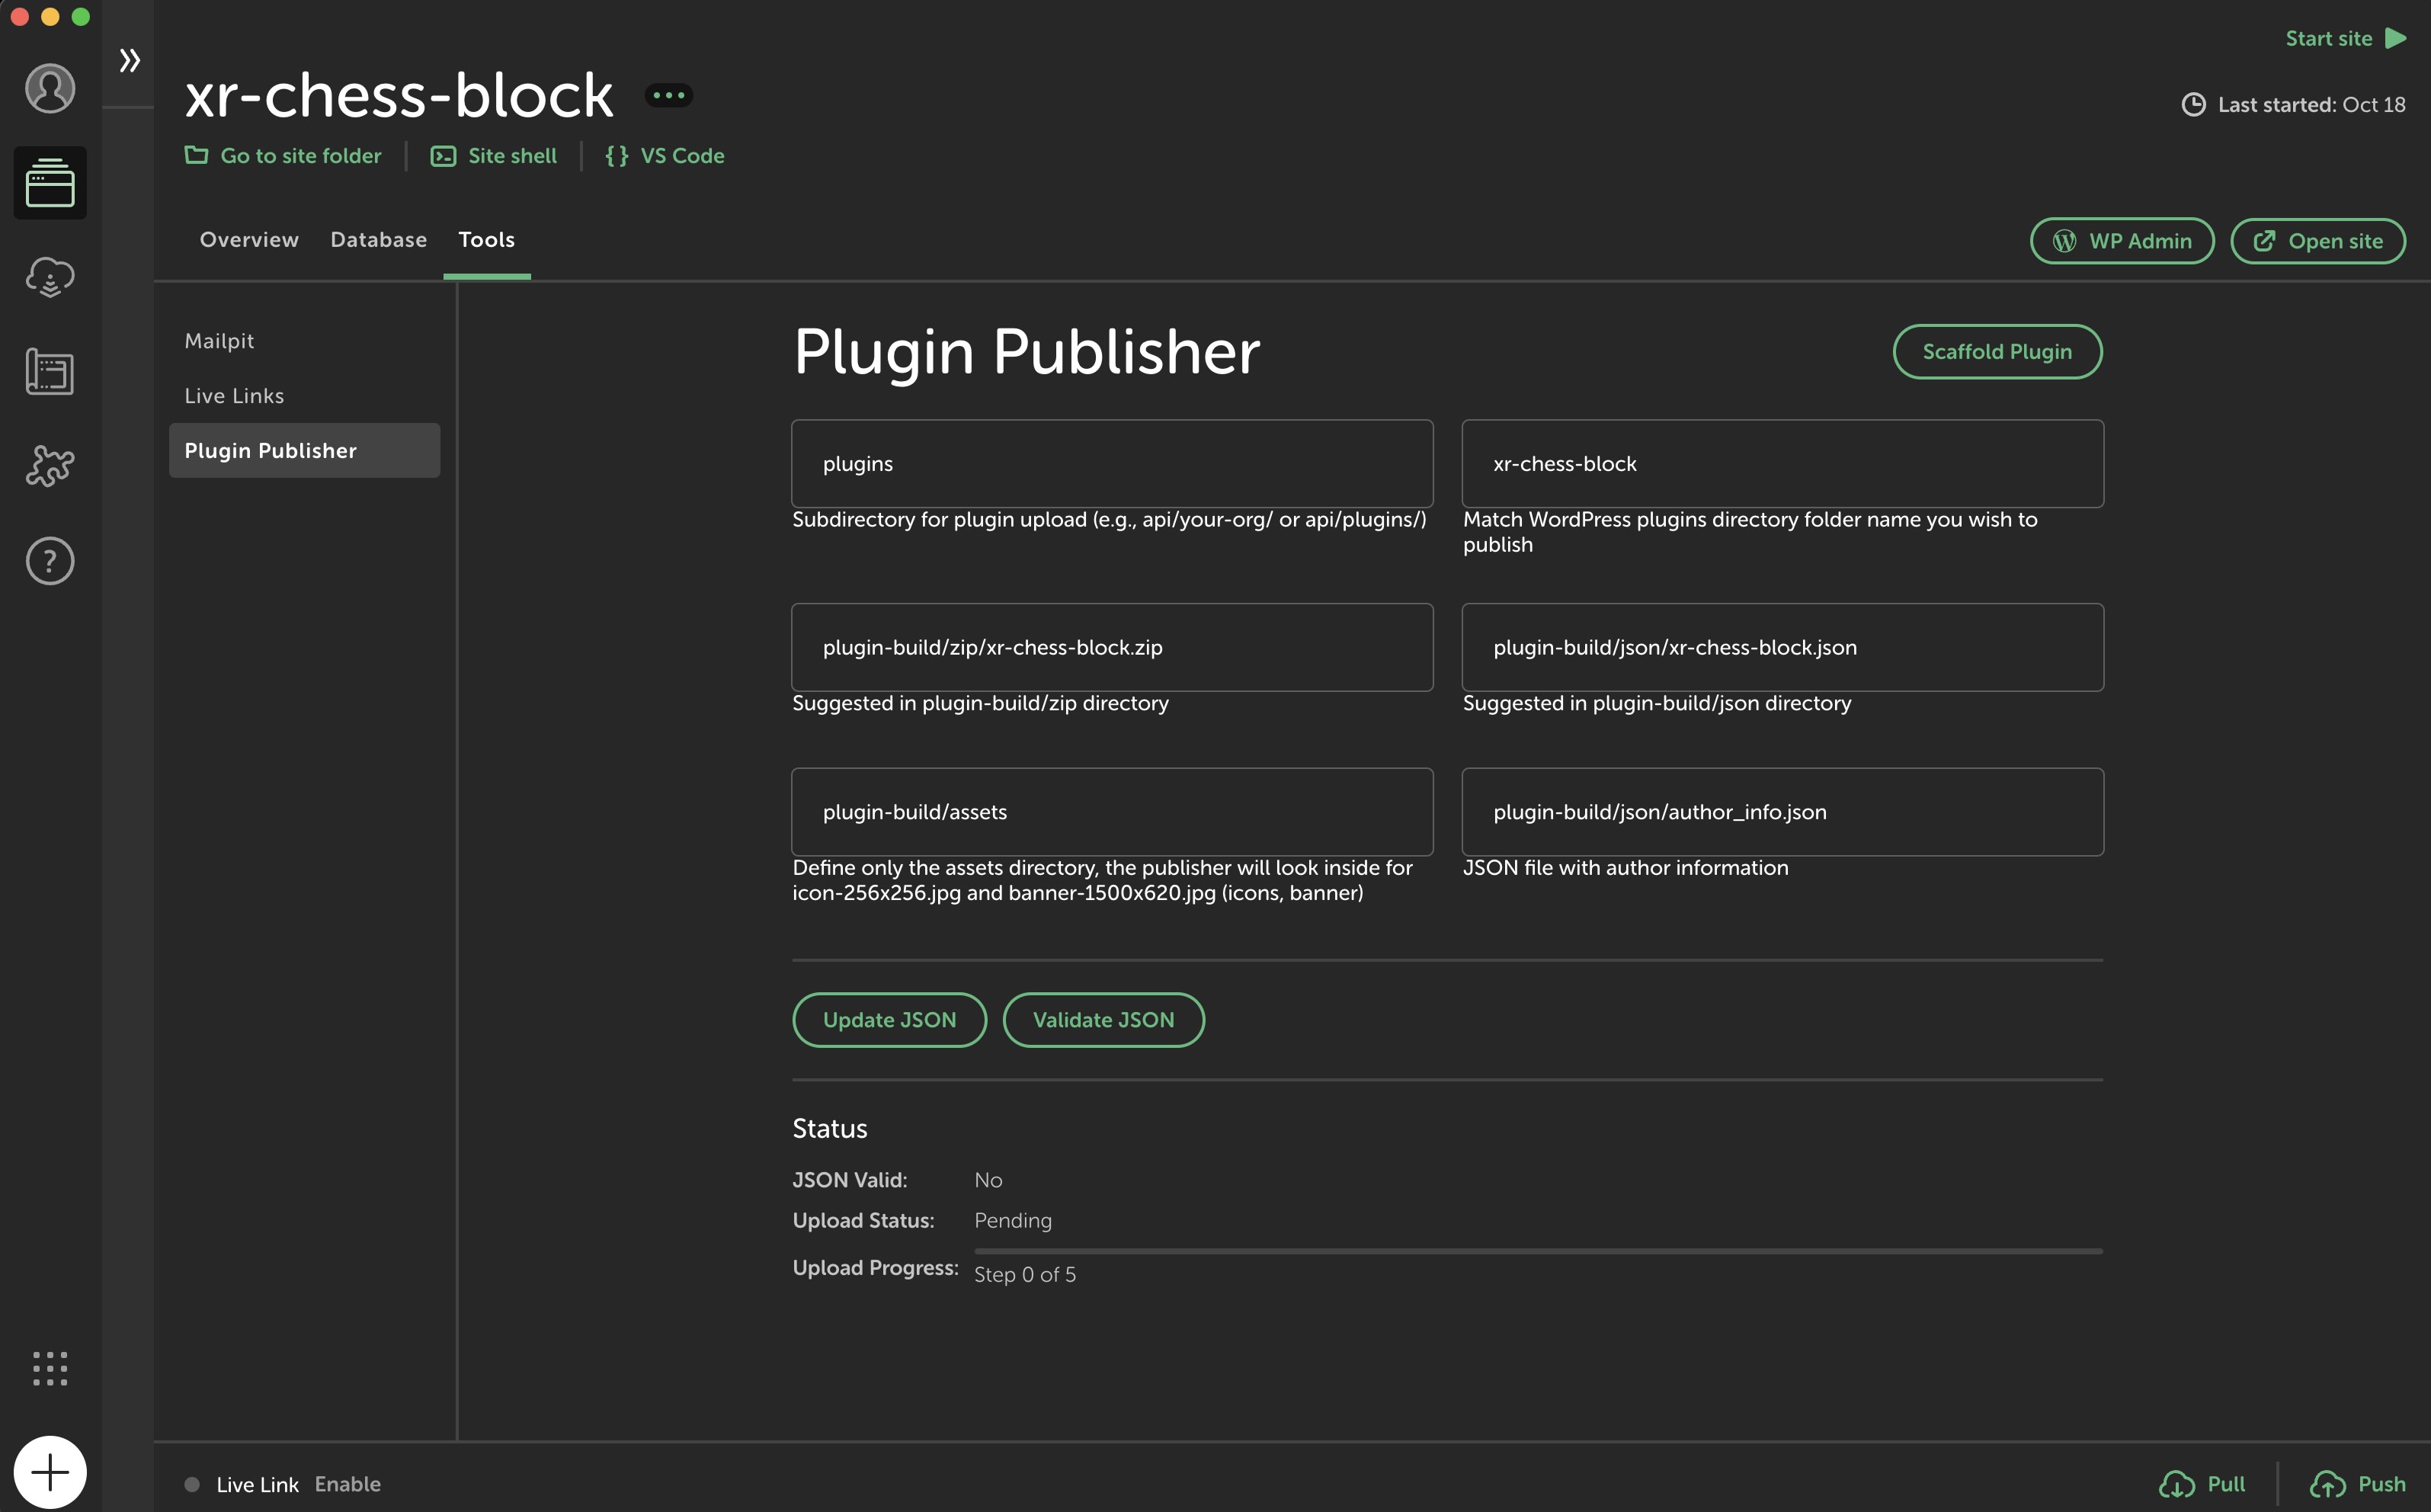 Start site
xr-chess-block
Last started: Oct 18
Go to site folder
Site shell
{ } VS Code
Overview
Database
Tools
WP Admin
Open site
Mailpit
Live Links
Plugin Publisher
Plugin Publisher
Scaffold Plugin
plugins
Subdirectory for plugin upload (e.g., api/your-org/ or api/plugins/)
xr-chess-block
Match WordPress plugins directory folder name you wish to
publish
plugin-build/zip/xr-chess-block.zip
Suggested in plugin-build/zip directory
plugin-build/json/xr-chess-block.json
Suggested in plugin-build/json directory
plugin-build/assets
Define only the assets directory, the publisher will look inside for
icon-256x256.jpg and banner-1500x620.jpg (icons, banner)
plugin-build/json/author_info.json
JSON file with author information
Update JSON
Validate JSON
Status
JSON Valid: No
Upload Status: Pending
Upload Progress: Step 0 of 5
Live Link Enable
Pull
Push